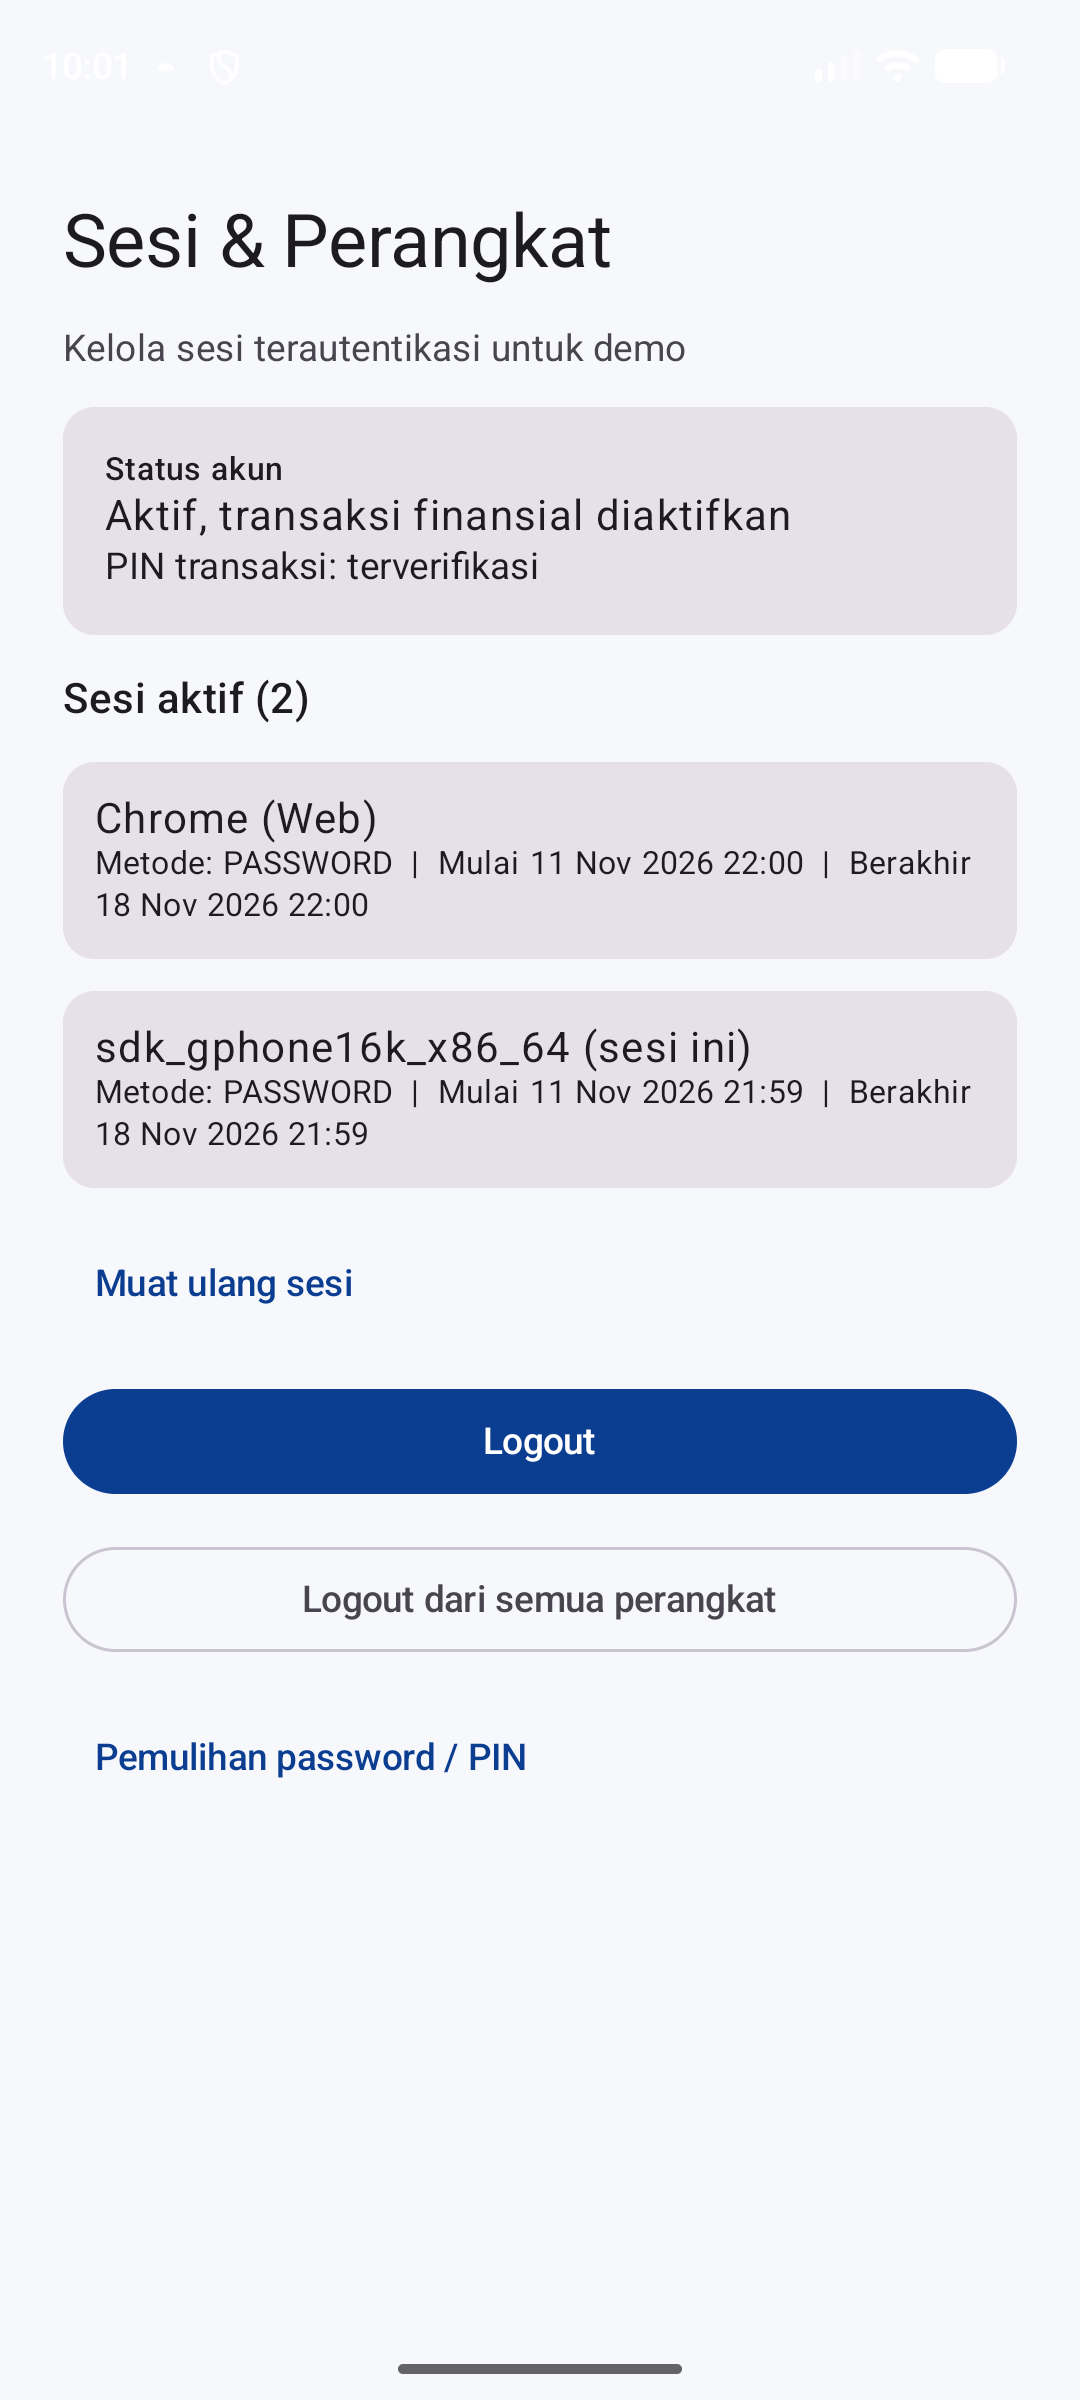 10:01
Sesi & Perangkat
Kelola sesi terautentikasi untuk demo
Status akun
Aktif, transaksi finansial diaktifkan
PIN transaksi: terverifikasi
Sesi aktif (2)
Chrome (Web)
Metode: PASSWORD | Mulai 11 Nov 2026 22:00 | Berakhir
18 Nov 2026 22:00
sdk_gphone16k_x86_64 (sesi ini)
Metode: PASSWORD | Mulai 11 Nov 2026 21:59 | Berakhir
18 Nov 2026 21:59
Muat ulang sesi
Logout
Logout dari semua perangkat
Pemulihan password / PIN